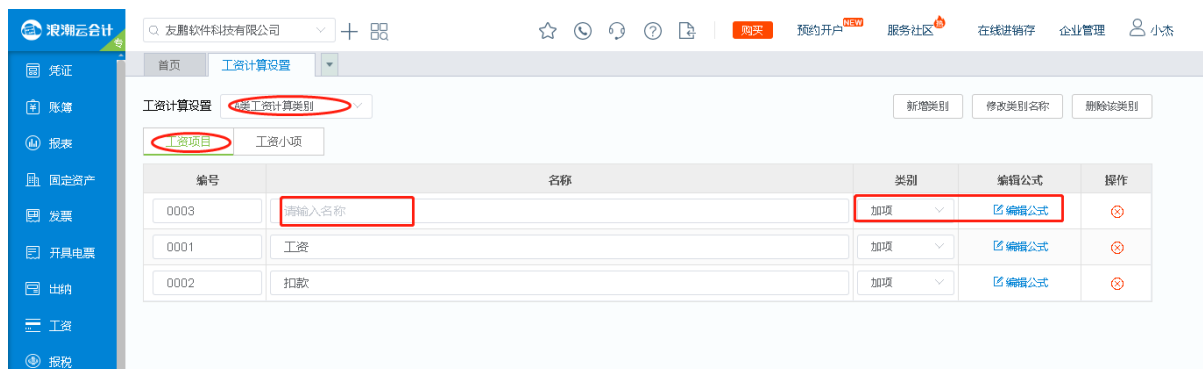 浪潮云会计 专 友鹏软件科技有限公司 购买 预约开户 NEW 服务社区 在线进销存 企业管理 小杰
凭证 首页 工资计算设置
账簿 工资计算设置 A类工资计算类别 新增类别 修改类别名称 删除该类别
报表 工资项目 工资小项
固定资产 编号 名称 类别 编辑公式 操作
发票 0003 请输入名称 加项 编辑公式
开具电票 0001 工资 加项 编辑公式
出纳 0002 扣款 加项 编辑公式
工资
报税